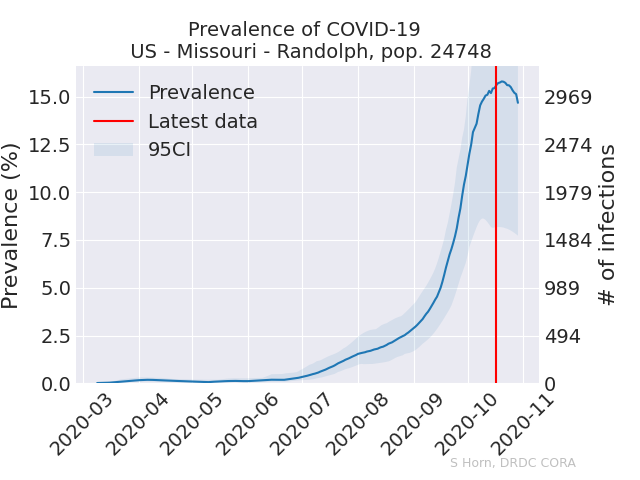 Prevalence of COVID-19
US - Missouri - Randolph, pop. 24748
Prevalence
Latest data
95CI
Prevalence (%)
15.0
12.5
10.0
7.5
5.0
2.5
0.0
2969
2474
1979
1484
989
494
0
# of infections
2020-03
2020-04
2020-05
2020-06
2020-07
2020-08
2020-09
2020-10
2020-11
S Horn, DRDC CORA